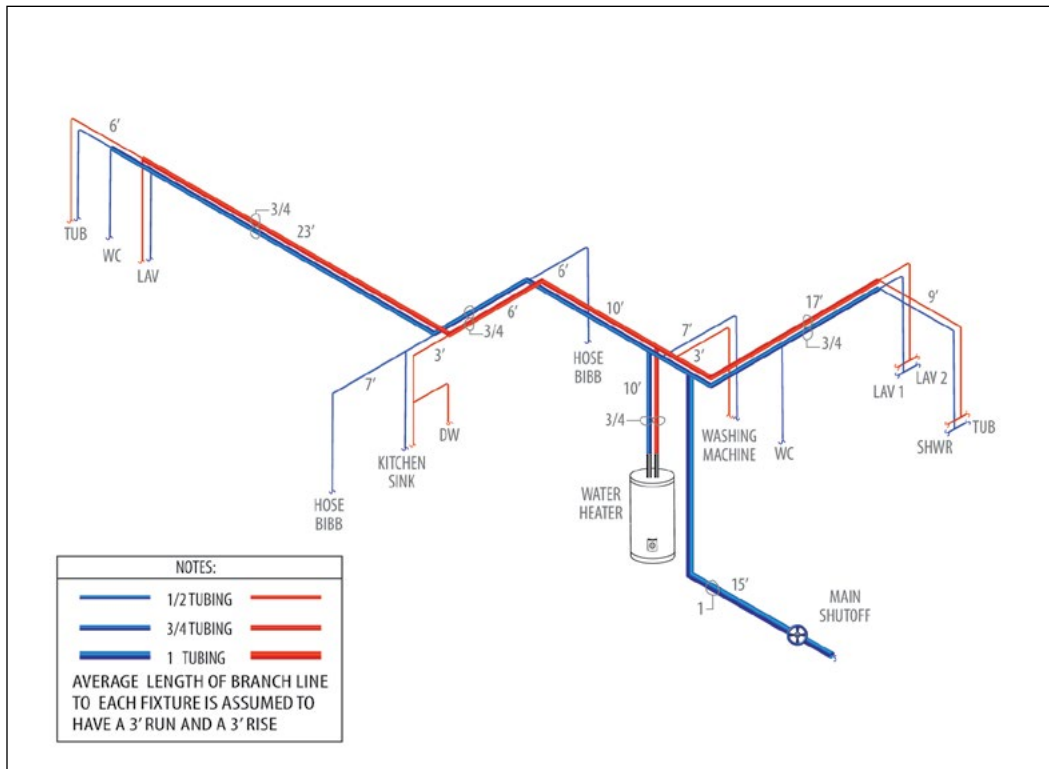 6’
3/4
23’
TUB
WC
LAV
6’
6’
3/4
10’
3’
7’
HOSE
BIBB
7’
3’
17’
3/4
9’
10’
3/4
DW
KITCHEN
SINK
HOSE
BIBB
WASHING
MACHINE
WC
LAV 1
LAV 2
SHWR
TUB
WATER
HEATER
15’
1
MAIN
SHUTOFF
NOTES:
1/2 TUBING
3/4 TUBING
1 TUBING
AVERAGE LENGTH OF BRANCH LINE
TO EACH FIXTURE IS ASSUMED TO
HAVE A 3’ RUN AND A 3’ RISE